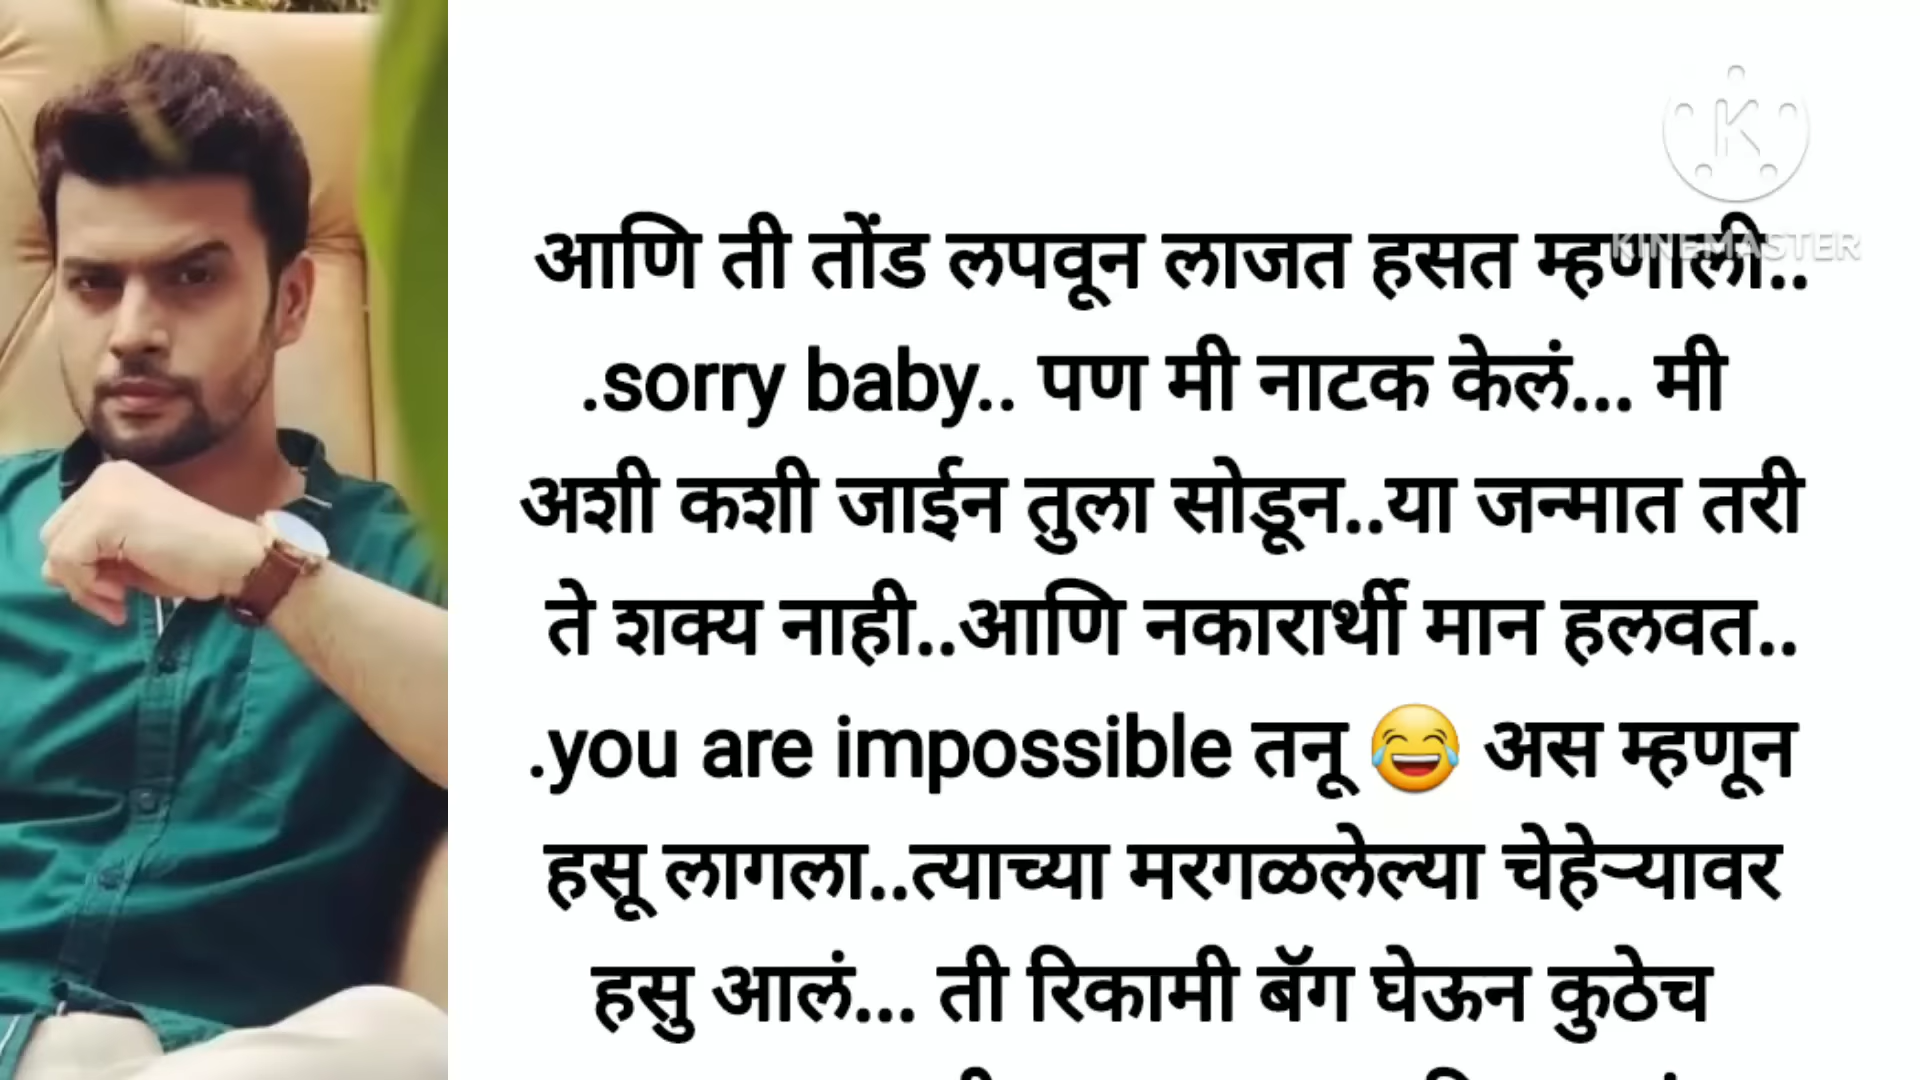 K
KINEMASTER
आणि ती तोंड लपवून लाजत हसत म्हणाली..
.sorry baby.. पण मी नाटक केलं... मी
अशी कशी जाईन तुला सोडून..या जन्मात तरी
ते शक्य नाही..आणि नकारार्थी मान हलवत..
.you are impossible तनू 😂 अस म्हणून
हसू लागला..त्याच्या मरगळलेल्या चेहेऱ्यावर
हसु आलं... ती रिकामी बॅग घेऊन कुठेच